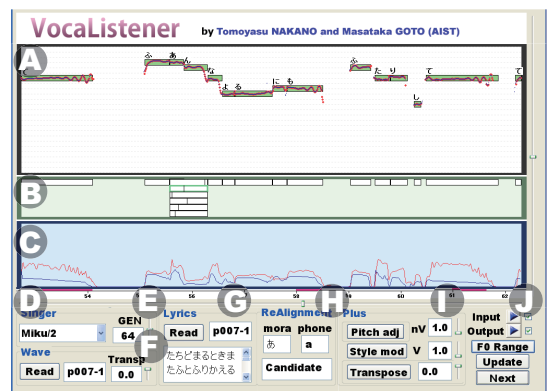 VocaListener by Tomoyasu NAKANO and Masataka GOTO (AIST)
A
て ふ あ ん な よ る に も ふ た り し て て
B
C
54 56 58 59 60 61 62
D E F G H I J
Singer
Miku/2
GEN
64
Wave
Read p007-1
Transp
0.0
Lyrics
Read p007-1
たちどまるときま
たふとふりかえる
ReAlignment
mora phone
あ a
Candidate
Plus
Pitch adj nV 1.0
Style mod V 1.0
Transpose 0.0
Input
Output
F0 Range
Update
Next